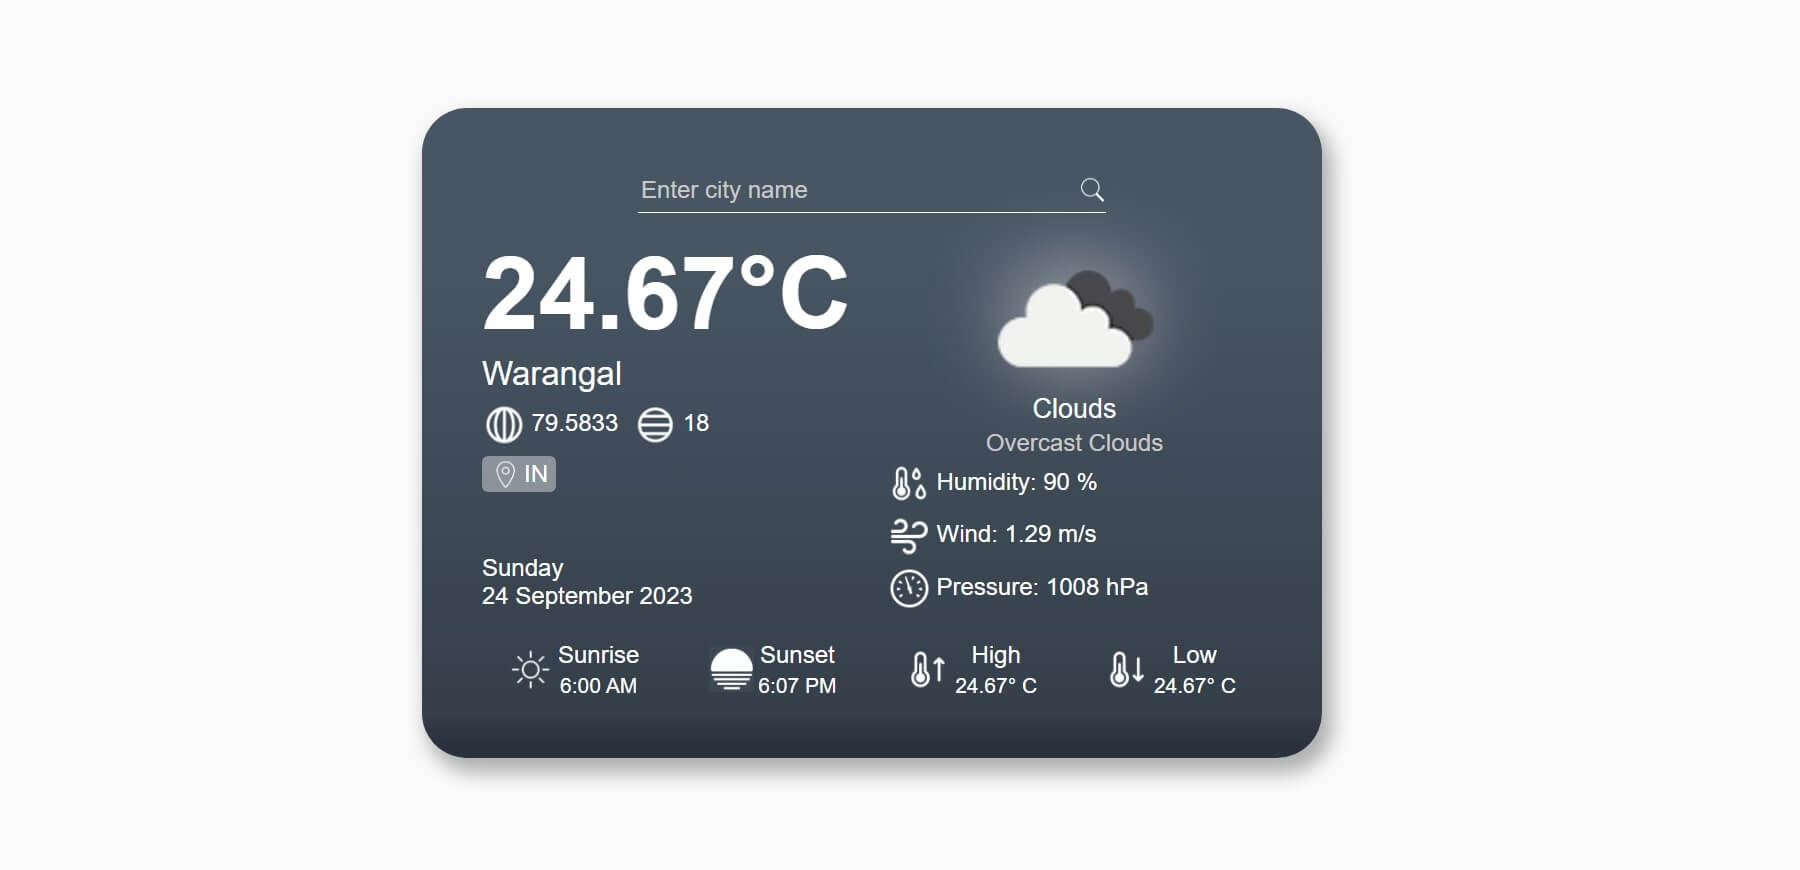 Enter city name
24.67°C
Warangal
79.5833 18
IN
Sunday
24 September 2023
Clouds
Overcast Clouds
Humidity: 90 %
Wind: 1.29 m/s
Pressure: 1008 hPa
Sunrise
6:00 AM
Sunset
6:07 PM
High
24.67° C
Low
24.67° C